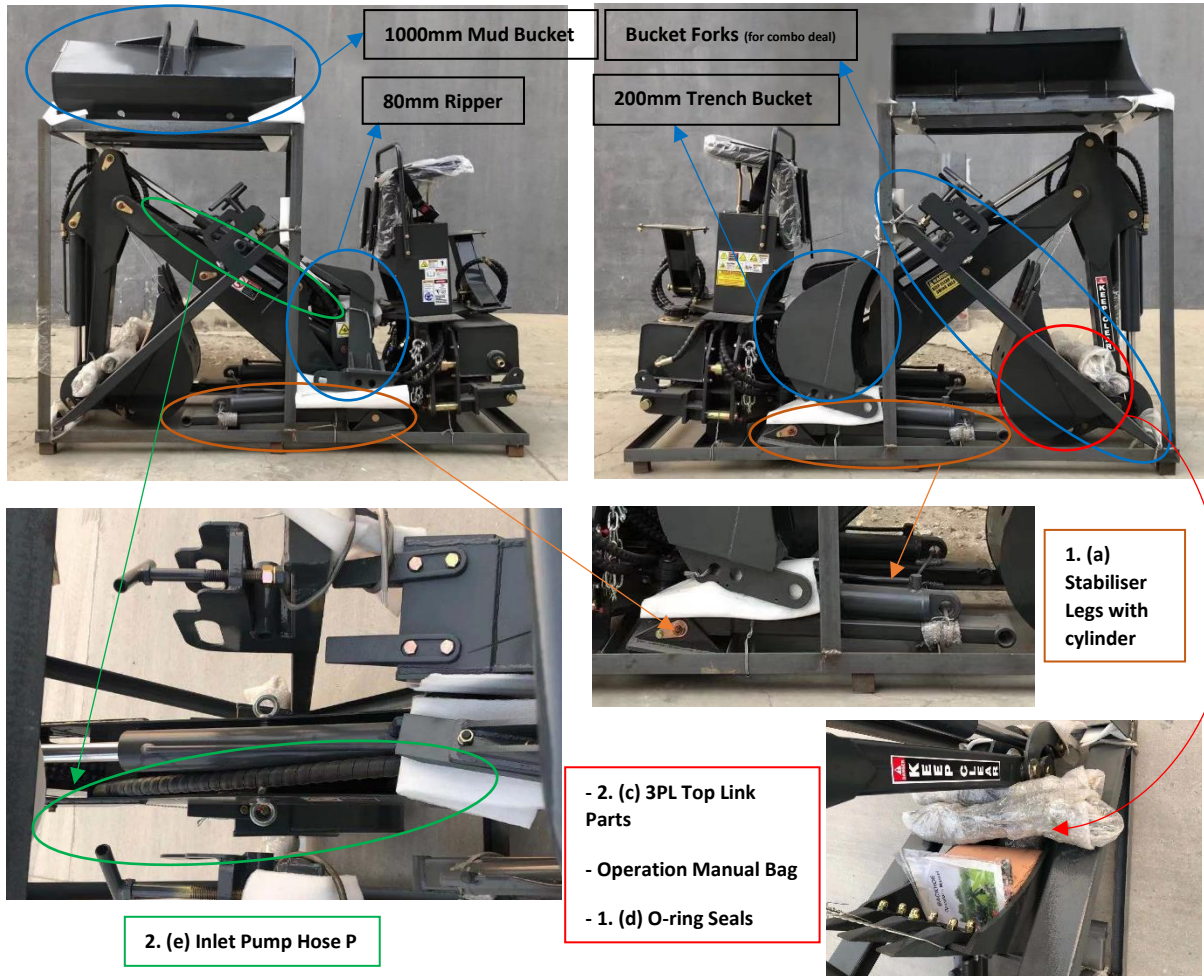 1000mm Mud Bucket
Bucket Forks (for combo deal)
80mm Ripper
200mm Trench Bucket
KEEP CLEAR
1. (a)
Stabiliser
Legs with
cylinder
- 2. (c) 3PL Top Link
Parts
- Operation Manual Bag
- 1. (d) O-ring Seals
KEEP CLEAR
2. (e) Inlet Pump Hose P